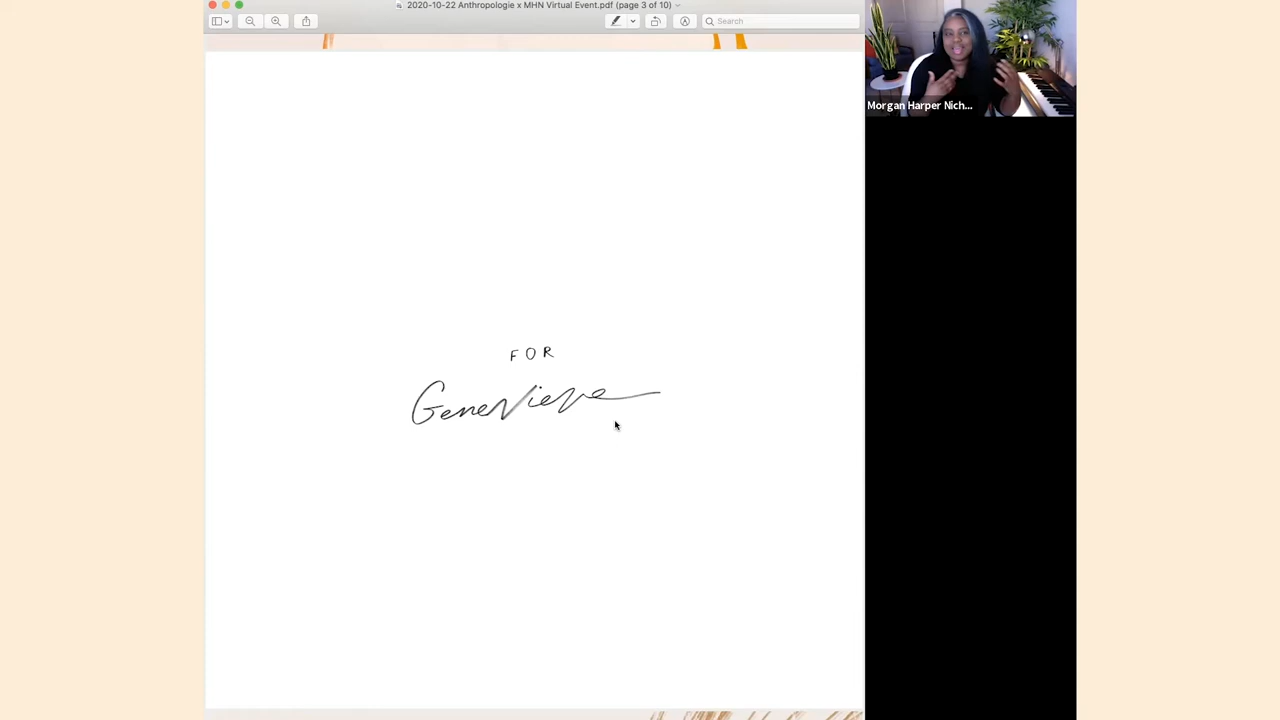 2020-10-22 Anthropologie x MHN Virtual Event.pdf (page 3 of 10)
Search
Morgan Harper Nich...
FOR
Genevieve